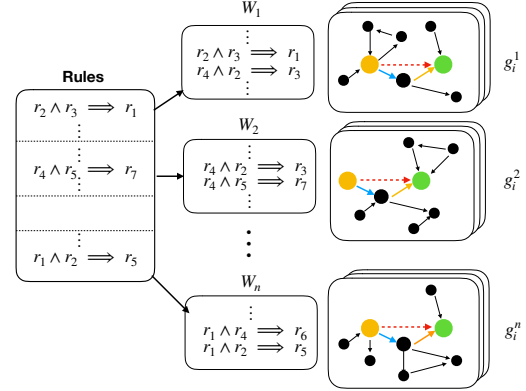 Rules
r₂ ∧ r₃ ⟹ r₁
⋮
r₄ ∧ r₅ ⟹ r₇
⋮
⋮
r₁ ∧ r₂ ⟹ r₅
W₁
r₂ ∧ r₃ ⟹ r₁
r₄ ∧ r₂ ⟹ r₃
⋮
gᵢ¹
W₂
⋮
r₄ ∧ r₂ ⟹ r₃
r₄ ∧ r₅ ⟹ r₇
⋮
gᵢ²
Wₙ
⋮
r₁ ∧ r₄ ⟹ r₆
r₁ ∧ r₂ ⟹ r₅
gᵢⁿ